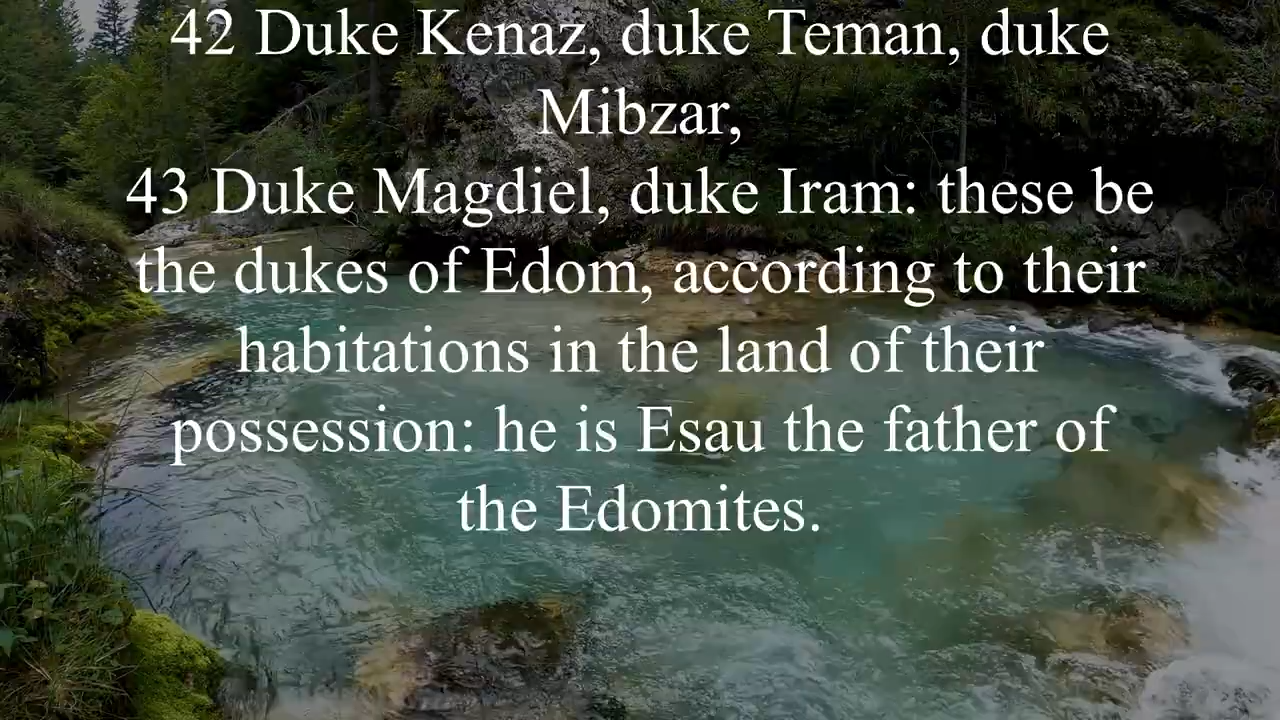 42 Duke Kenaz, duke Teman, duke
Mibzar,
43 Duke Magdiel, duke Iram: these be
the dukes of Edom, according to their
habitations in the land of their
possession: he is Esau the father of
the Edomites.